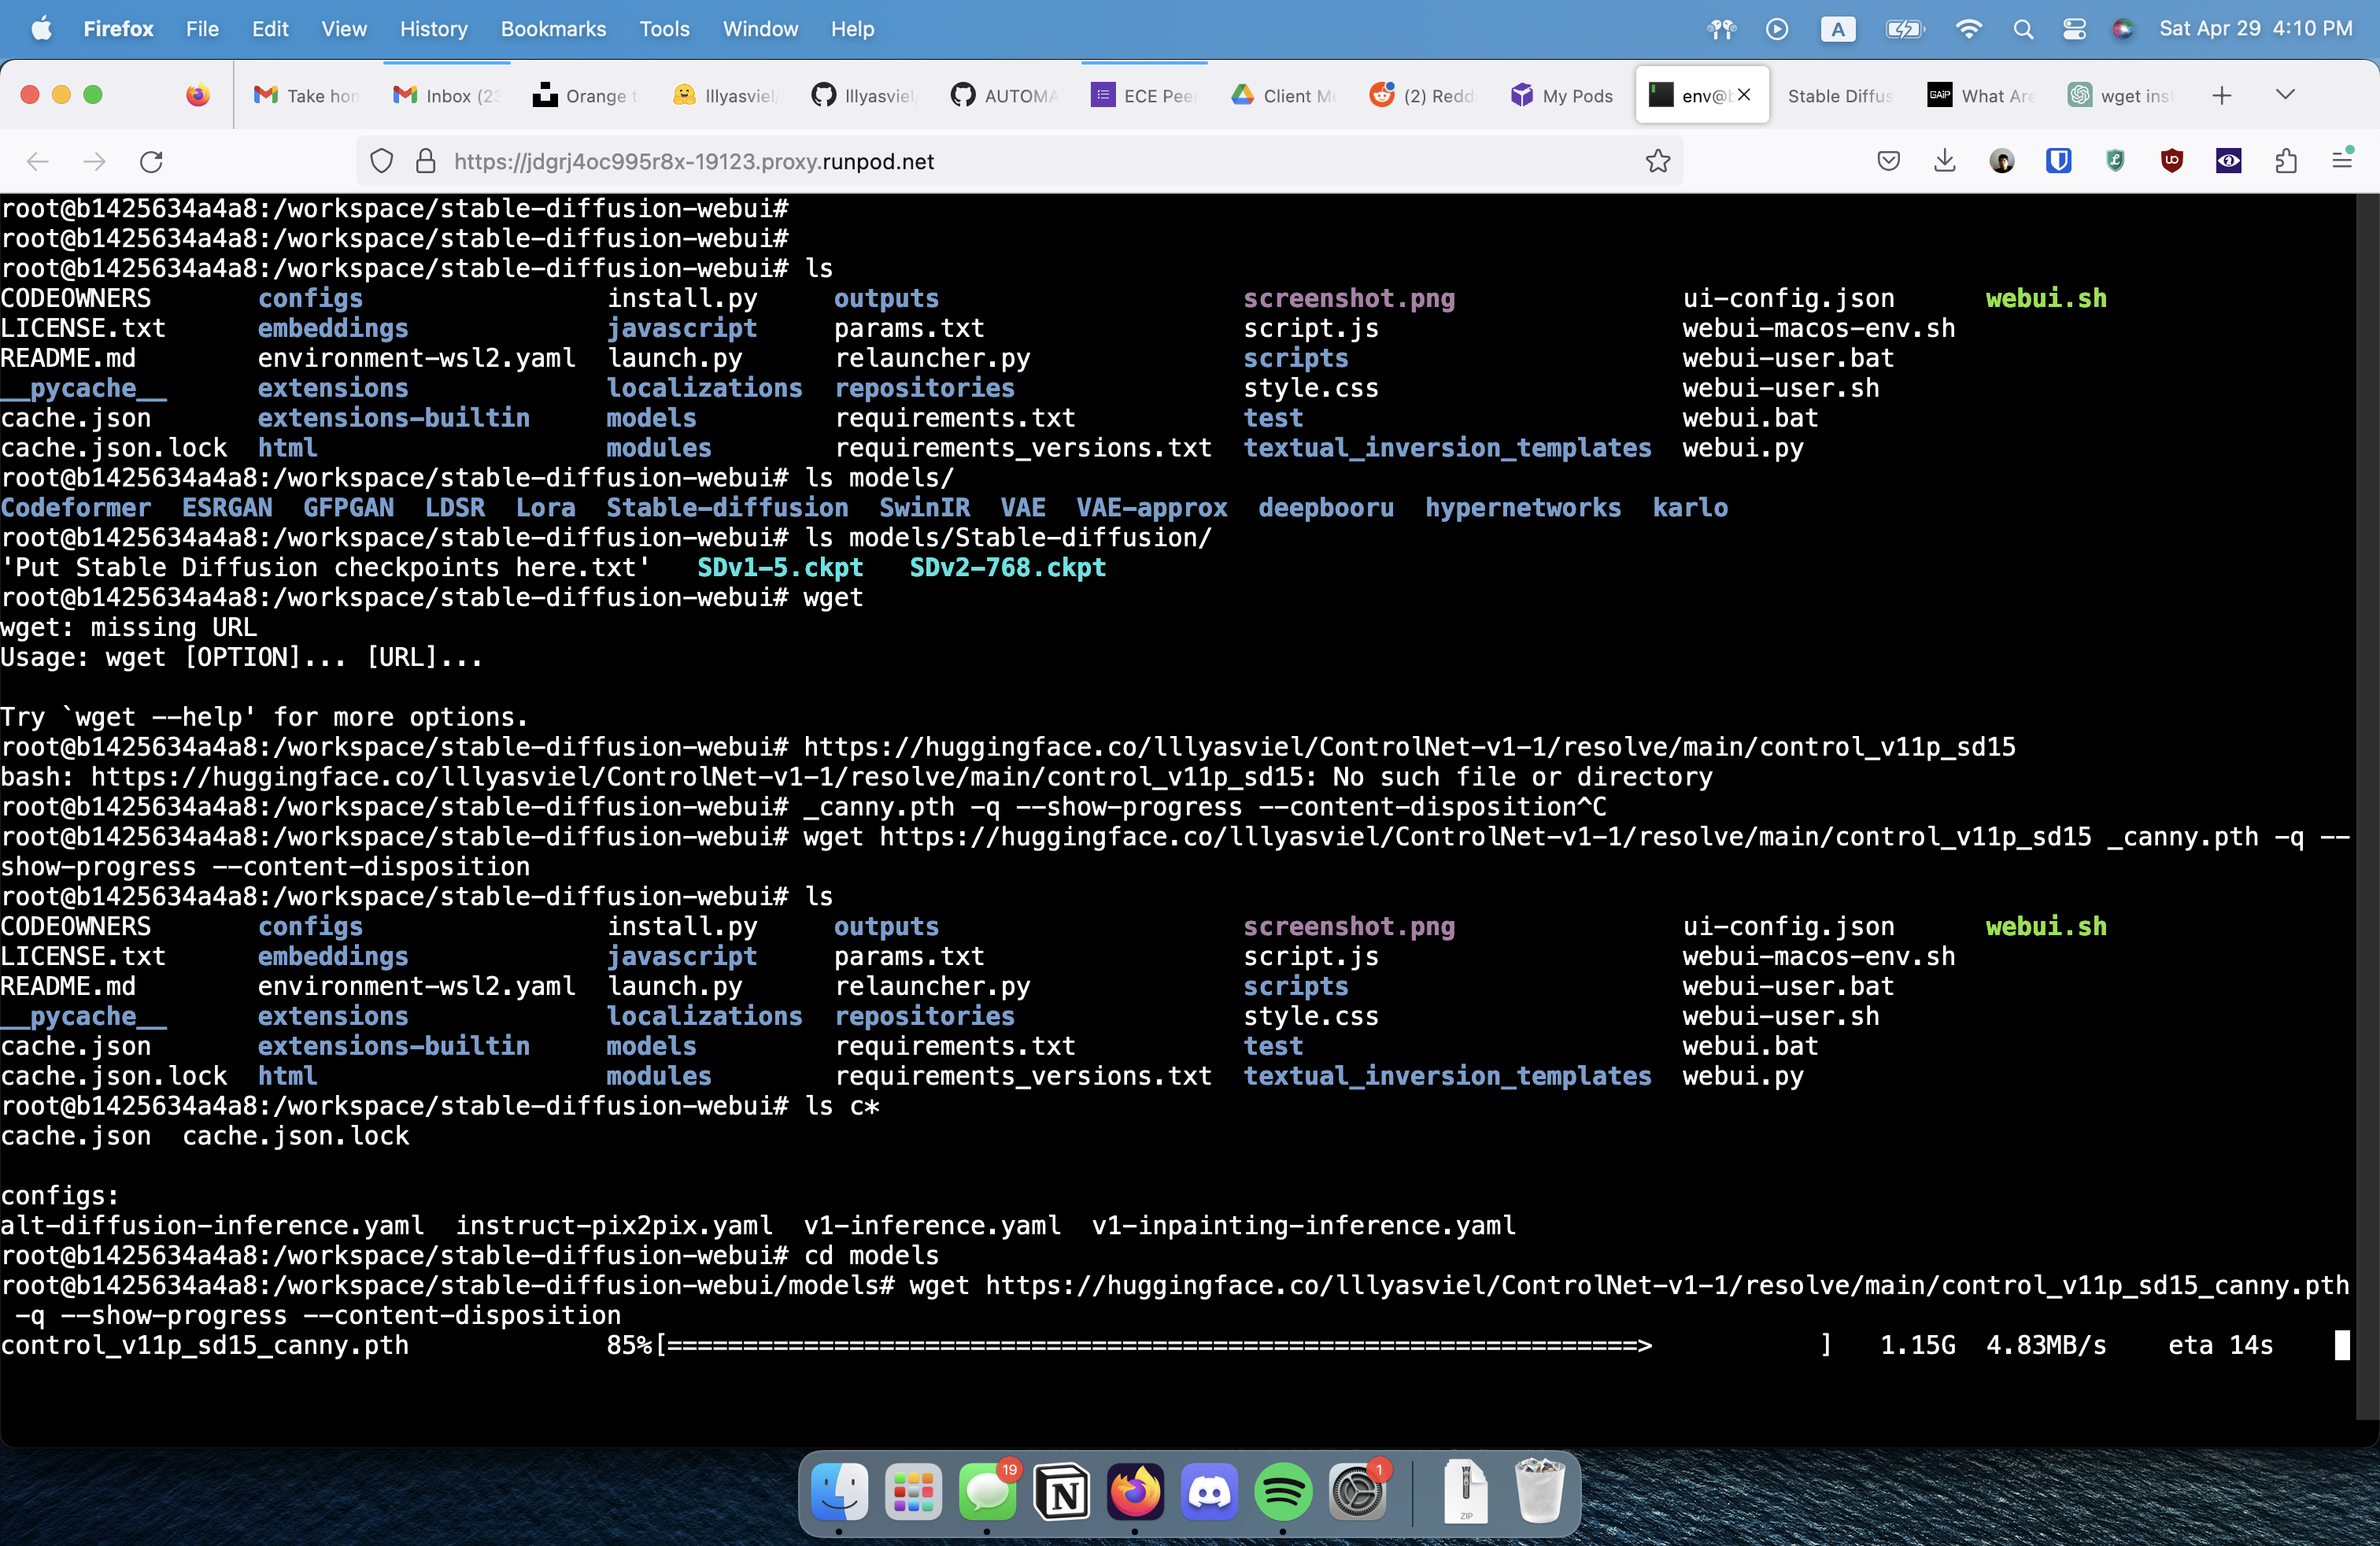 Firefox File Edit View History Bookmarks Tools Window Help A Sat Apr 29 4:10 PM
Take hom Inbox (23 Orange t lllyasviel/ lllyasviel/ AUTOMA ECE Peer Client Me (2) Reddi My Pods env@b Stable Diffus GAiP What Are wget inst
https://jdgrj4oc995r8x-19123.proxy.runpod.net
root@b1425634a4a8:/workspace/stable-diffusion-webui#
root@b1425634a4a8:/workspace/stable-diffusion-webui#
root@b1425634a4a8:/workspace/stable-diffusion-webui# ls
CODEOWNERS configs install.py outputs screenshot.png ui-config.json webui.sh
LICENSE.txt embeddings javascript params.txt script.js webui-macos-env.sh
README.md environment-wsl2.yaml launch.py relauncher.py scripts webui-user.bat
__pycache__ extensions localizations repositories style.css webui-user.sh
cache.json extensions-builtin models requirements.txt test webui.bat
cache.json.lock html modules requirements_versions.txt textual_inversion_templates webui.py
root@b1425634a4a8:/workspace/stable-diffusion-webui# ls models/
Codeformer ESRGAN GFPGAN LDSR Lora Stable-diffusion SwinIR VAE VAE-approx deepbooru hypernetworks karlo
root@b1425634a4a8:/workspace/stable-diffusion-webui# ls models/Stable-diffusion/
'Put Stable Diffusion checkpoints here.txt' SDv1-5.ckpt SDv2-768.ckpt
root@b1425634a4a8:/workspace/stable-diffusion-webui# wget
wget: missing URL
Usage: wget [OPTION]... [URL]...
Try `wget --help' for more options.
root@b1425634a4a8:/workspace/stable-diffusion-webui# https://huggingface.co/lllyasviel/ControlNet-v1-1/resolve/main/control_v11p_sd15
bash: https://huggingface.co/lllyasviel/ControlNet-v1-1/resolve/main/control_v11p_sd15: No such file or directory
root@b1425634a4a8:/workspace/stable-diffusion-webui# _canny.pth -q --show-progress --content-disposition^C
root@b1425634a4a8:/workspace/stable-diffusion-webui# wget https://huggingface.co/lllyasviel/ControlNet-v1-1/resolve/main/control_v11p_sd15 _canny.pth -q --
show-progress --content-disposition
root@b1425634a4a8:/workspace/stable-diffusion-webui# ls
CODEOWNERS configs install.py outputs screenshot.png ui-config.json webui.sh
LICENSE.txt embeddings javascript params.txt script.js webui-macos-env.sh
README.md environment-wsl2.yaml launch.py relauncher.py scripts webui-user.bat
__pycache__ extensions localizations repositories style.css webui-user.sh
cache.json extensions-builtin models requirements.txt test webui.bat
cache.json.lock html modules requirements_versions.txt textual_inversion_templates webui.py
root@b1425634a4a8:/workspace/stable-diffusion-webui# ls c*
cache.json cache.json.lock
configs:
alt-diffusion-inference.yaml instruct-pix2pix.yaml v1-inference.yaml v1-inpainting-inference.yaml
root@b1425634a4a8:/workspace/stable-diffusion-webui# cd models
root@b1425634a4a8:/workspace/stable-diffusion-webui/models# wget https://huggingface.co/lllyasviel/ControlNet-v1-1/resolve/main/control_v11p_sd15_canny.pth
-q --show-progress --content-disposition
control_v11p_sd15_canny.pth 85%[================================================================> ] 1.15G 4.83MB/s eta 14s
19 N 1 ZIP